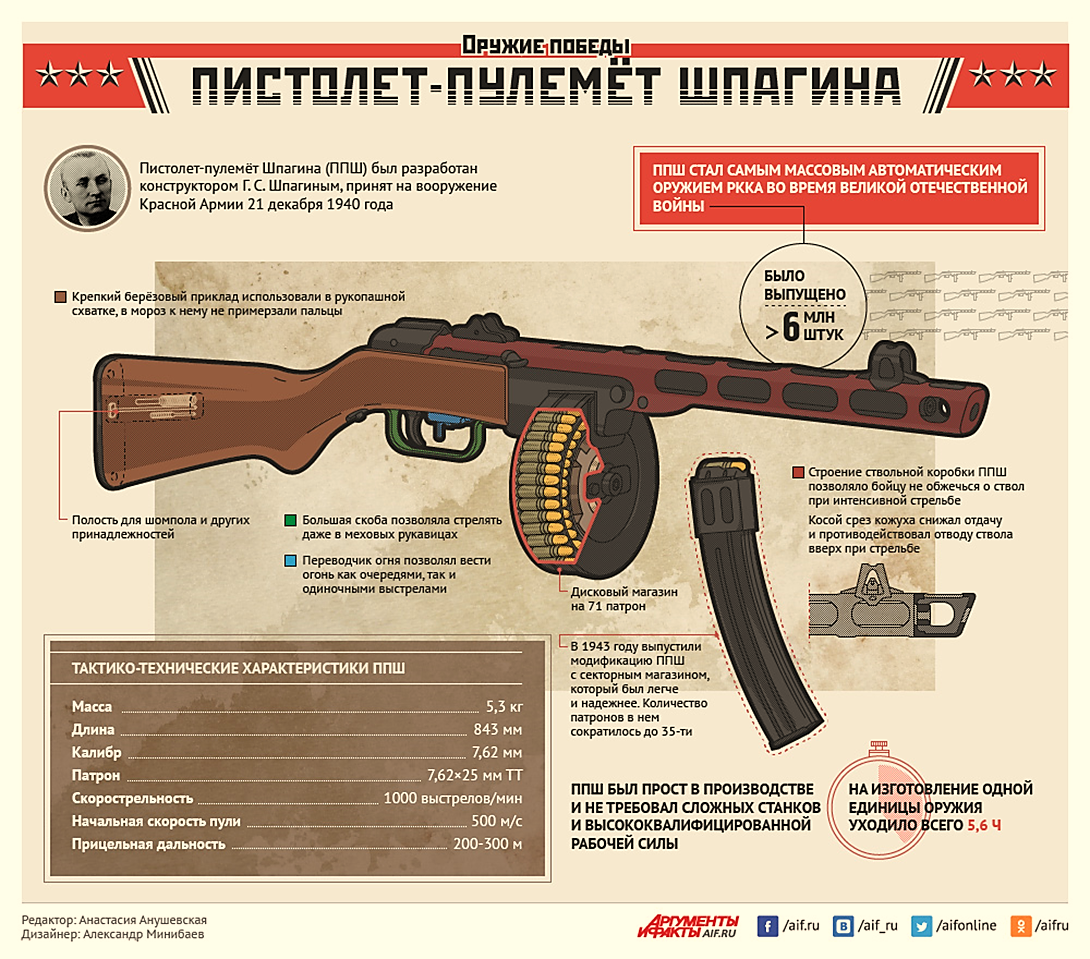 Оружие победы
ПИСТОЛЕТ-ПУЛЕМЁТ ШПАГИНА
Пистолет-пулемёт Шпагина (ППШ) был разработан
конструктором Г. С. Шпагиным, принят на вооружение
Красной Армии 21 декабря 1940 года
ППШ СТАЛ САМЫМ МАССОВЫМ АВТОМАТИЧЕСКИМ
ОРУЖИЕМ РККА ВО ВРЕМЯ ВЕЛИКОЙ ОТЕЧЕСТВЕННОЙ
ВОЙНЫ
БЫЛО
ВЫПУЩЕНО
> 6 МЛН
ШТУК
Крепкий берёзовый приклад использовали в рукопашной
схватке, в мороз к нему не примерзали пальцы
Полость для шомпола и других
принадлежностей
Большая скоба позволяла стрелять
даже в меховых рукавицах
Переводчик огня позволял вести
огонь как очередями, так и
одиночными выстрелами
Дисковый магазин
на 71 патрон
Строение ствольной коробки ППШ
позволяло бойцу не обжечься о ствол
при интенсивной стрельбе
Косой срез кожуха снижал отдачу
и противодействовал отводу ствола
вверх при стрельбе
В 1943 году выпустили
модификацию ППШ
с секторным магазином,
который был легче
и надежнее. Количество
патронов в нем
сократилось до 35-ти
ТАКТИКО-ТЕХНИЧЕСКИЕ ХАРАКТЕРИСТИКИ ППШ
Масса 5,3 кг
Длина 843 мм
Калибр 7,62 мм
Патрон 7,62×25 мм ТТ
Скорострельность 1000 выстрелов/мин
Начальная скорость пули 500 м/с
Прицельная дальность 200-300 м
ППШ БЫЛ ПРОСТ В ПРОИЗВОДСТВЕ
И НЕ ТРЕБОВАЛ СЛОЖНЫХ СТАНКОВ
И ВЫСОКОКВАЛИФИЦИРОВАННОЙ
РАБОЧЕЙ СИЛЫ
НА ИЗГОТОВЛЕНИЕ ОДНОЙ
ЕДИНИЦЫ ОРУЖИЯ
УХОДИЛО ВСЕГО 5,6 Ч
Редактор: Анастасия Анушевская
Дизайнер: Александр Минибаев
АРГУМЕНТЫ
И ФАКТЫ AIF.RU
/aif.ru
/aif_ru
/aifonline
/aifru